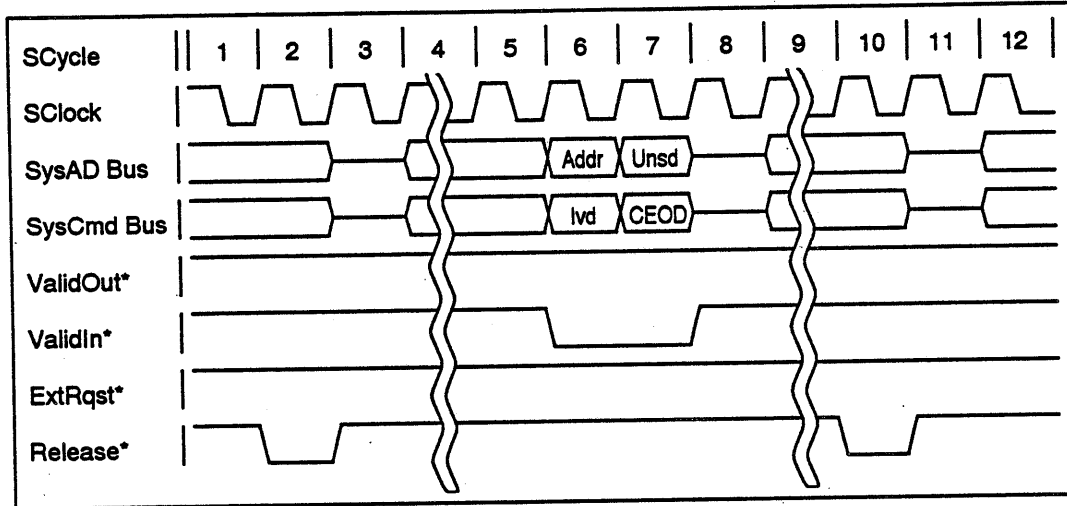 SCycle 1 2 3 4 5 6 7 8 9 10 11 12
SClock
SysAD Bus Addr Unsd
SysCmd Bus Ivd CEOD
ValidOut*
ValidIn*
ExtRqst*
Release*